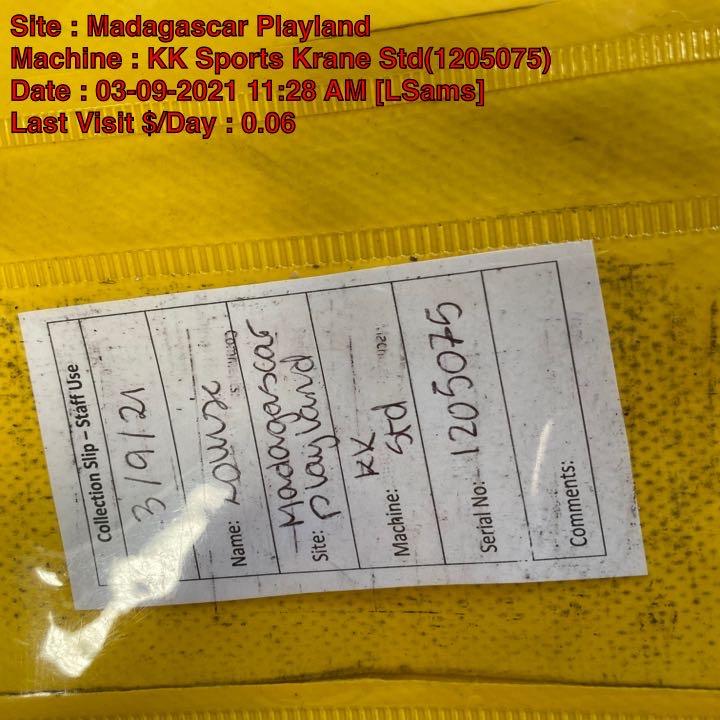 Site : Madagascar Playland
Machine : KK Sports Krane Std(1205075)
Date : 03-09-2021 11:28 AM [LSams]
Last Visit $/Day : 0.06
Collection Slip – Staff Use
3/9/21
Name: Louise
Site: Madagascar
Playland
Machine: KK
Std
Serial No: 1205075
Comments: